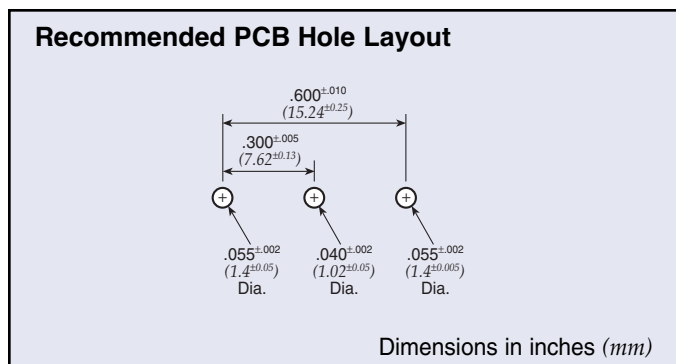 Recommended PCB Hole Layout
.600±.010
(15.24±0.25)
.300±.005
(7.62±0.13)
.055±.002
(1.4±0.05)
Dia.
.040±.002
(1.02±0.05)
Dia.
.055±.002
(1.4±0.005)
Dia.
Dimensions in inches (mm)